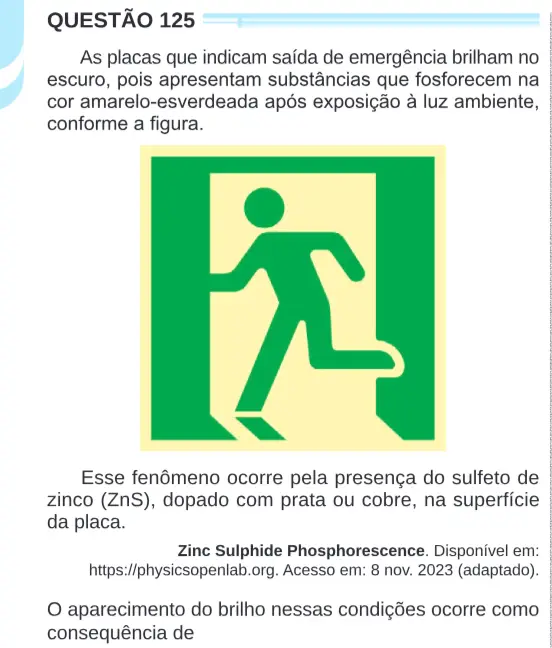 QUESTÃO 125
As placas que indicam saída de emergência brilham no
escuro, pois apresentam substâncias que fosforecem na
cor amarelo-esverdeada após exposição à luz ambiente,
conforme a figura.
Esse fenômeno ocorre pela presença do sulfeto de
zinco (ZnS), dopado com prata ou cobre, na superfície
da placa.
Zinc Sulphide Phosphorescence. Disponível em:
https://physicsopenlab.org. Acesso em: 8 nov. 2023 (adaptado).
O aparecimento do brilho nessas condições ocorre como
consequência de